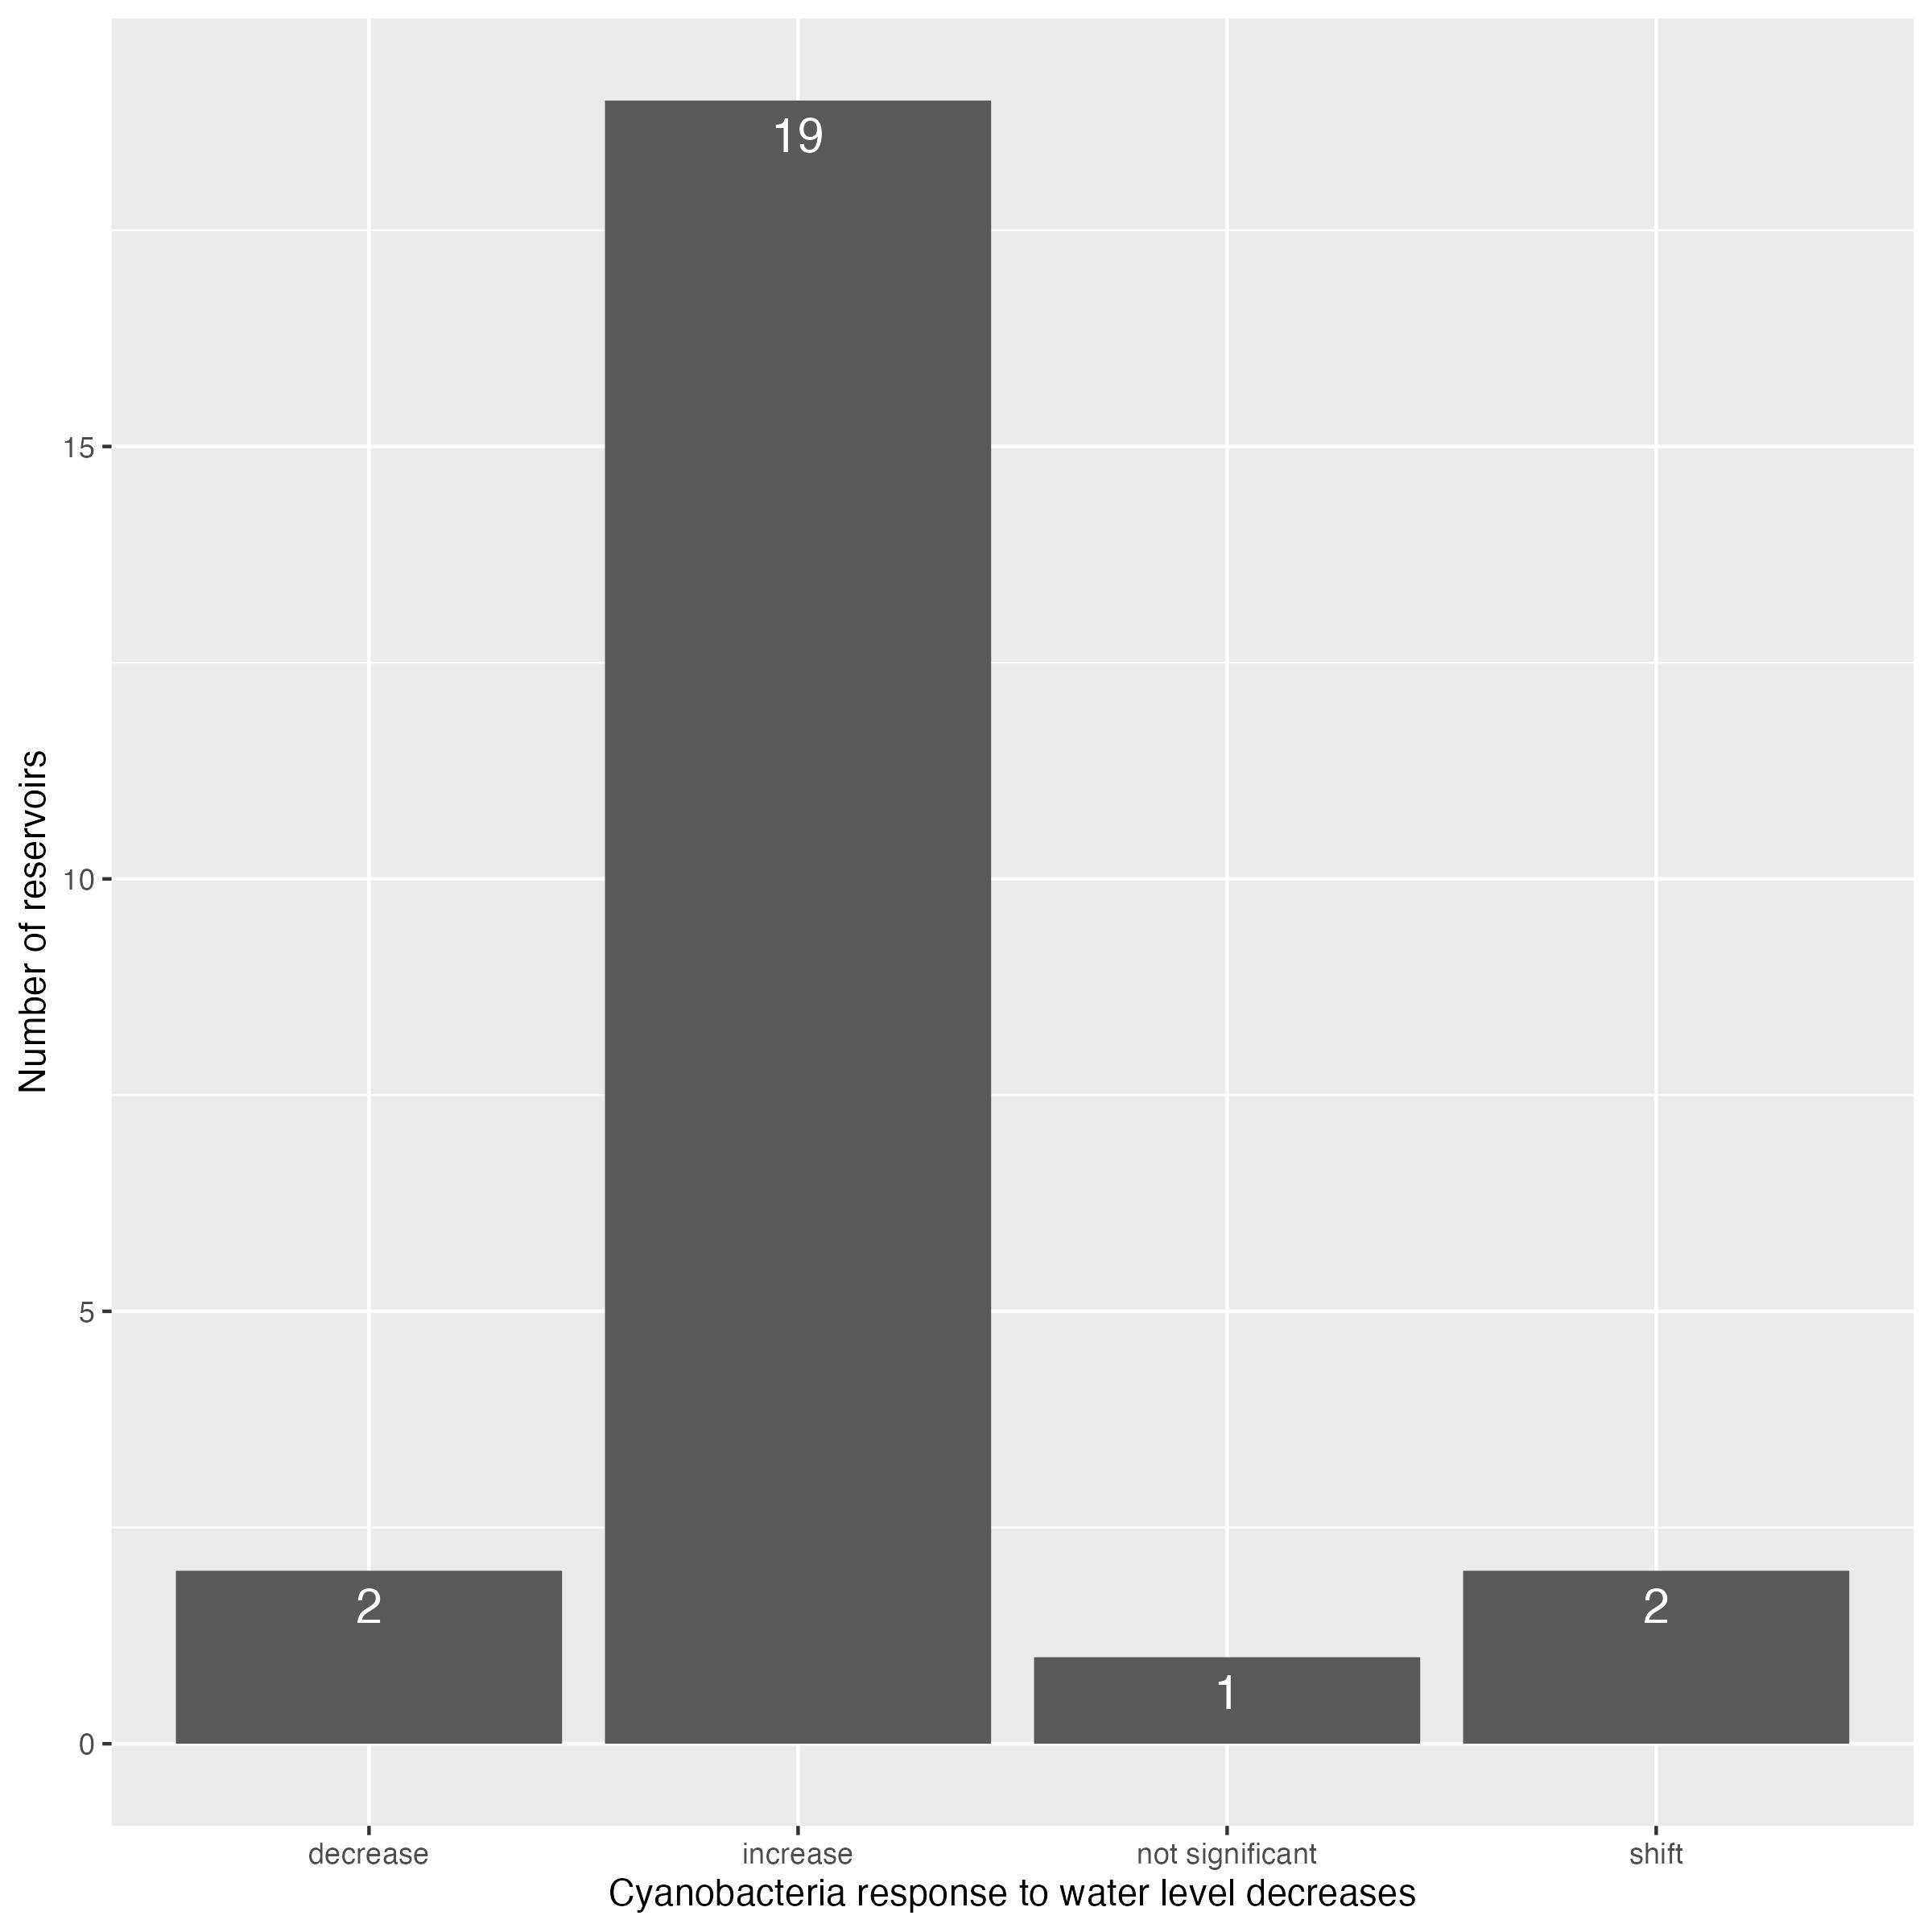 Number of reservoirs
15
10
5
0
19
2
1
2
decrease
increase
not significant
shift
Cyanobacteria response to water level decreases